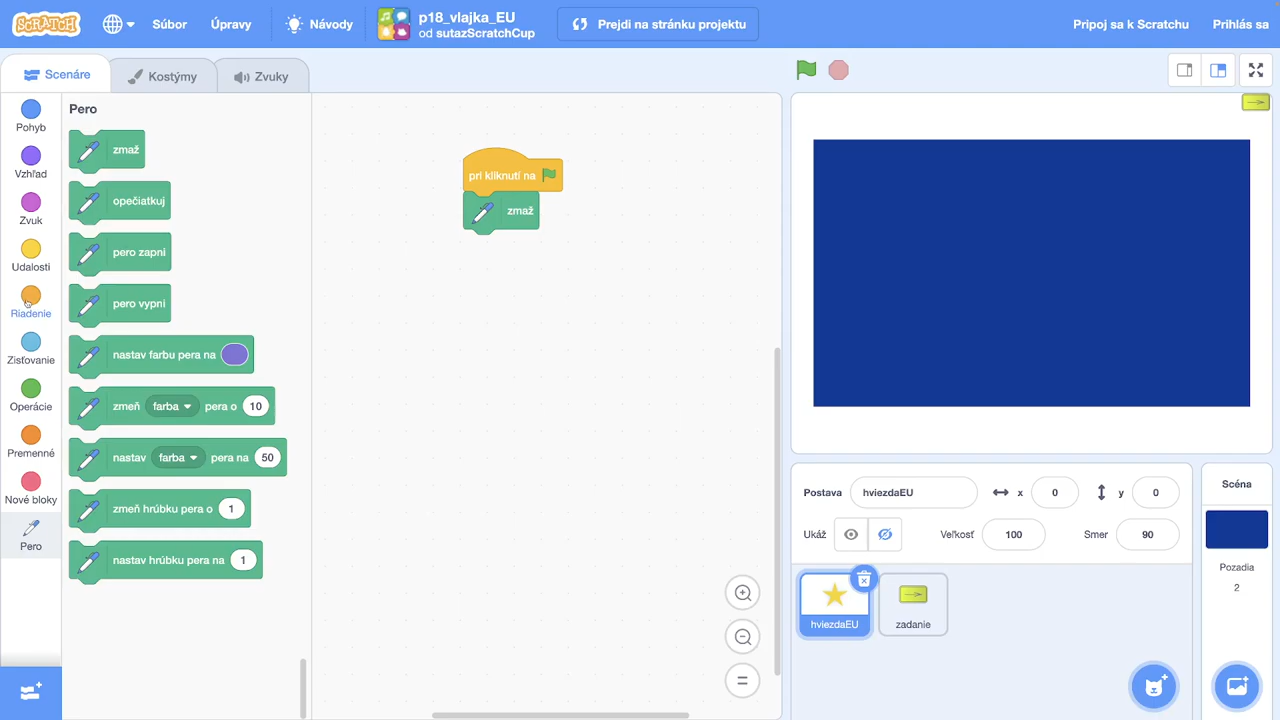 SCRATCH
Súbor
Úpravy
Návody
p18_vlajka_EU
od sutazScratchCup
Prejdi na stránku projektu
Pripoj sa k Scratchu
Prihlás sa
Scenáre
Kostýmy
Zvuky
Pohyb
Vzhľad
Zvuk
Udalosti
Riadenie
Zisťovanie
Operácie
Premenné
Nové bloky
Pero
Pero
zmaž
opečiatkuj
pero zapni
pero vypni
nastav farbu pera na
zmeň farba pera o 10
nastav farba pera na 50
zmeň hrúbku pera o 1
nastav hrúbku pera na 1
pri kliknutí na
zmaž
Postava hviezdaEU x 0 y 0
Ukáž Veľkosť 100 Smer 90
hviezdaEU
zadanie
Scéna
Pozadia
2